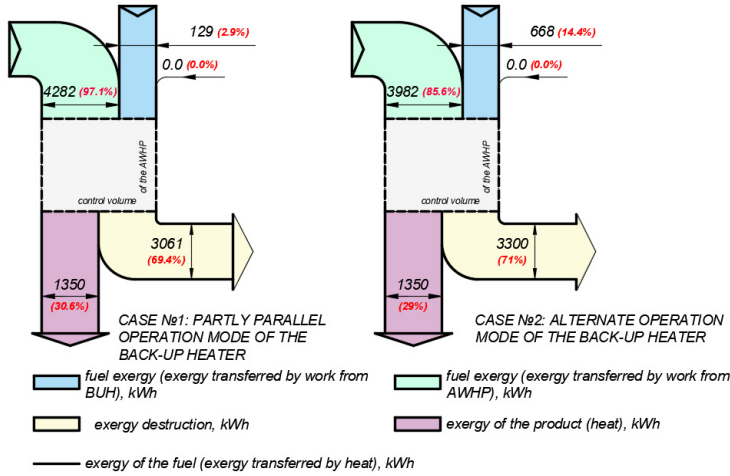 129 (2.9%)
0.0 (0.0%)
4282 (97.1%)
of the AWHP
control volume
3061
(69.4%)
1350
(30.6%)
CASE №1: PARTLY PARALLEL
OPERATION MODE OF THE
BACK-UP HEATER
668 (14.4%)
0.0 (0.0%)
3982 (85.6%)
of the AWHP
control volume
3300
(71%)
1350
(29%)
CASE №2: ALTERNATE OPERATION
MODE OF THE BACK-UP HEATER
fuel exergy (exergy transferred by work from
BUH), kWh
fuel exergy (exergy transferred by work from
AWHP), kWh
exergy destruction, kWh
exergy of the product (heat), kWh
exergy of the fuel (exergy transferred by heat), kWh